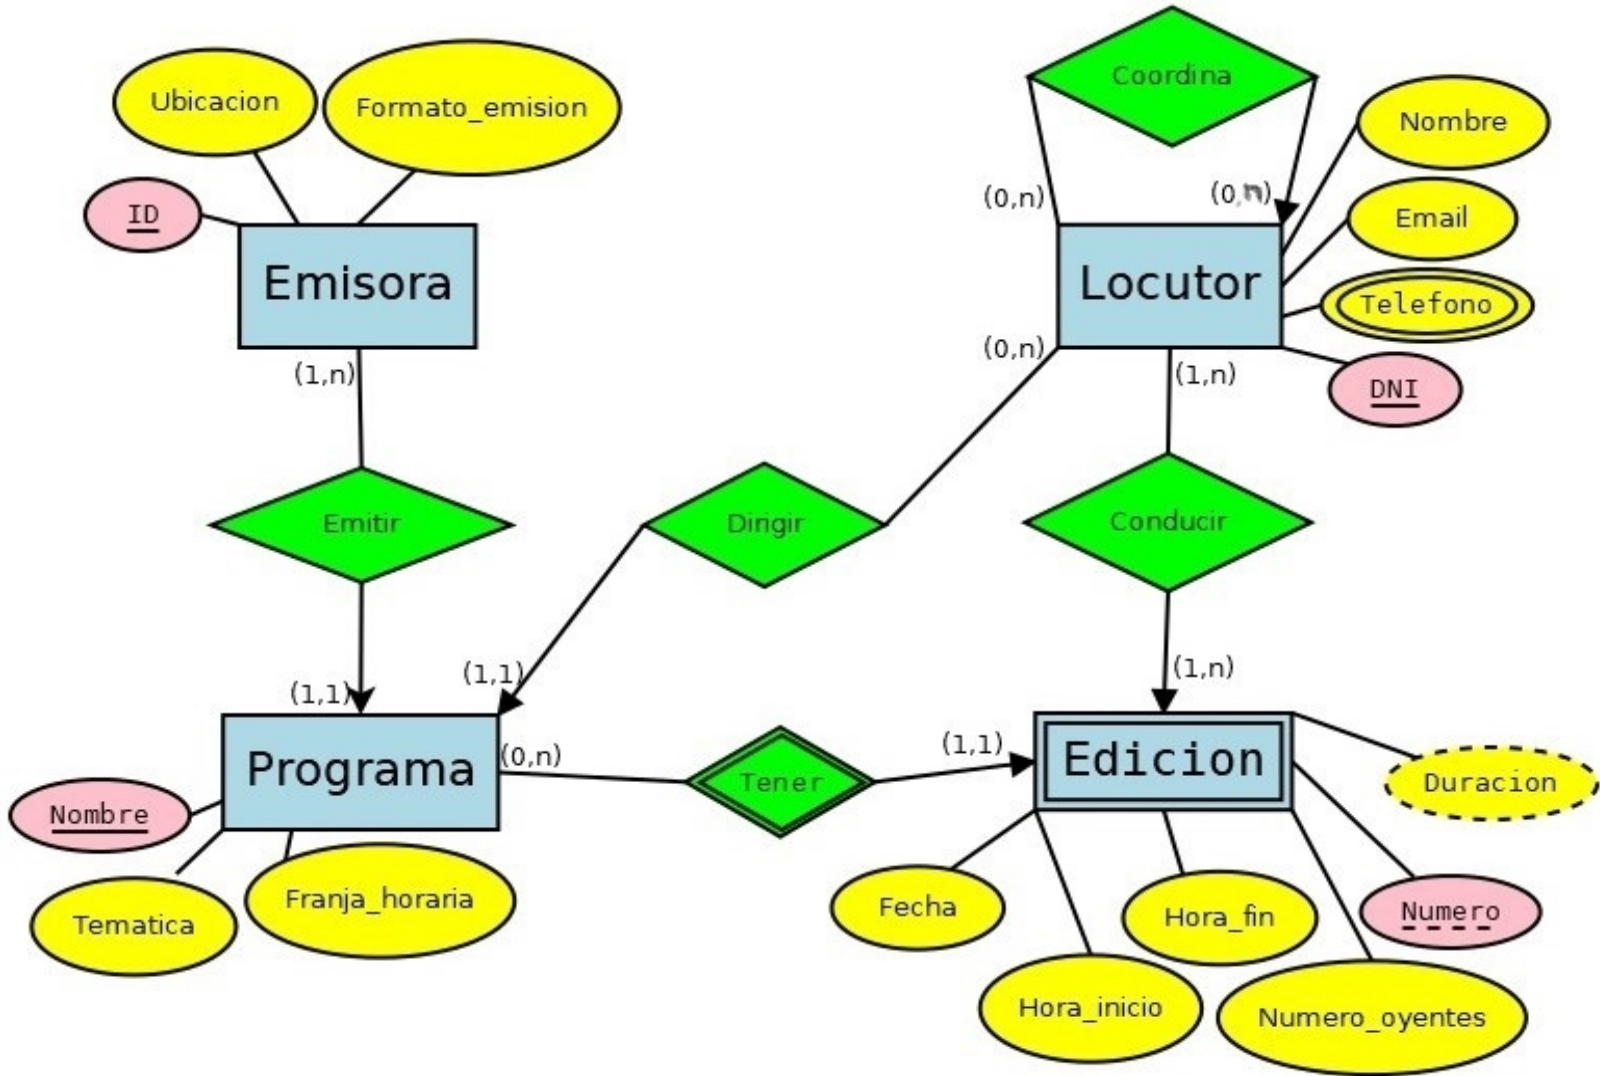 Coordina
Ubicacion
Formato_emision
Nombre
ID
(0,n)
(0,n)
Email
Emisora
Locutor
Telefono
(1,n)
(0,n)
(1,n)
DNI
Emitir
Dirigir
Conducir
(1,1)
(1,1)
(1,n)
Programa
(0,n)
Tener
(1,1)
Edicion
Duracion
Nombre
Tematica
Franja_horaria
Fecha
Hora_fin
Numero
Hora_inicio
Numero_oyentes